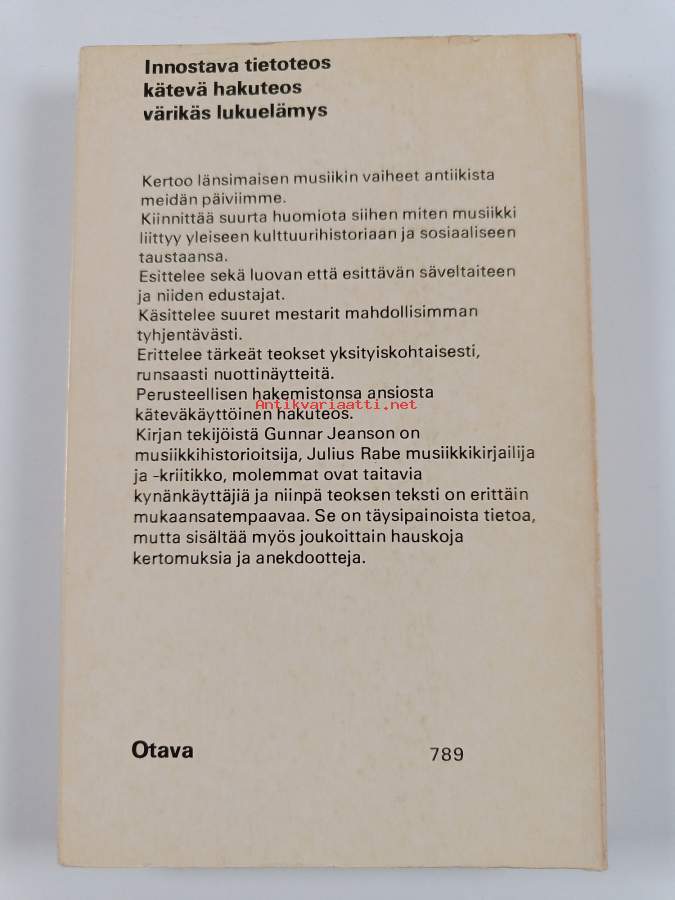 Innostava tietoteos
kätevä hakuteos
värikäs lukuelämys
Kertoo länsimaisen musiikin vaiheet antiikista
meidän päiviimme.
Kiinnittää suurta huomiota siihen miten musiikki
liittyy yleiseen kulttuurihistoriaan ja sosiaaliseen
taustaansa.
Esittelee sekä luovan että esittävän säveltaiteen
ja niiden edustajat.
Käsittelee suuret mestarit mahdollisimman
tyhjentävästi.
Erittelee tärkeät teokset yksityiskohtaisesti,
runsaasti nuottinäytteitä.
Perusteellisen hakemistonsa ansiosta
Antikvariaatti.net
käteväkäyttöinen hakuteos.
Kirjan tekijöistä Gunnar Jeanson on
musiikkihistorioitsija, Julius Rabe musiikkikirjailija
ja -kriitikko, molemmat ovat taitavia
kynänkäyttäjiä ja niinpä teoksen teksti on erittäin
mukaansatempaavaa. Se on täysipainoista tietoa,
mutta sisältää myös joukoittain hauskoja
kertomuksia ja anekdootteja.
Otava
789